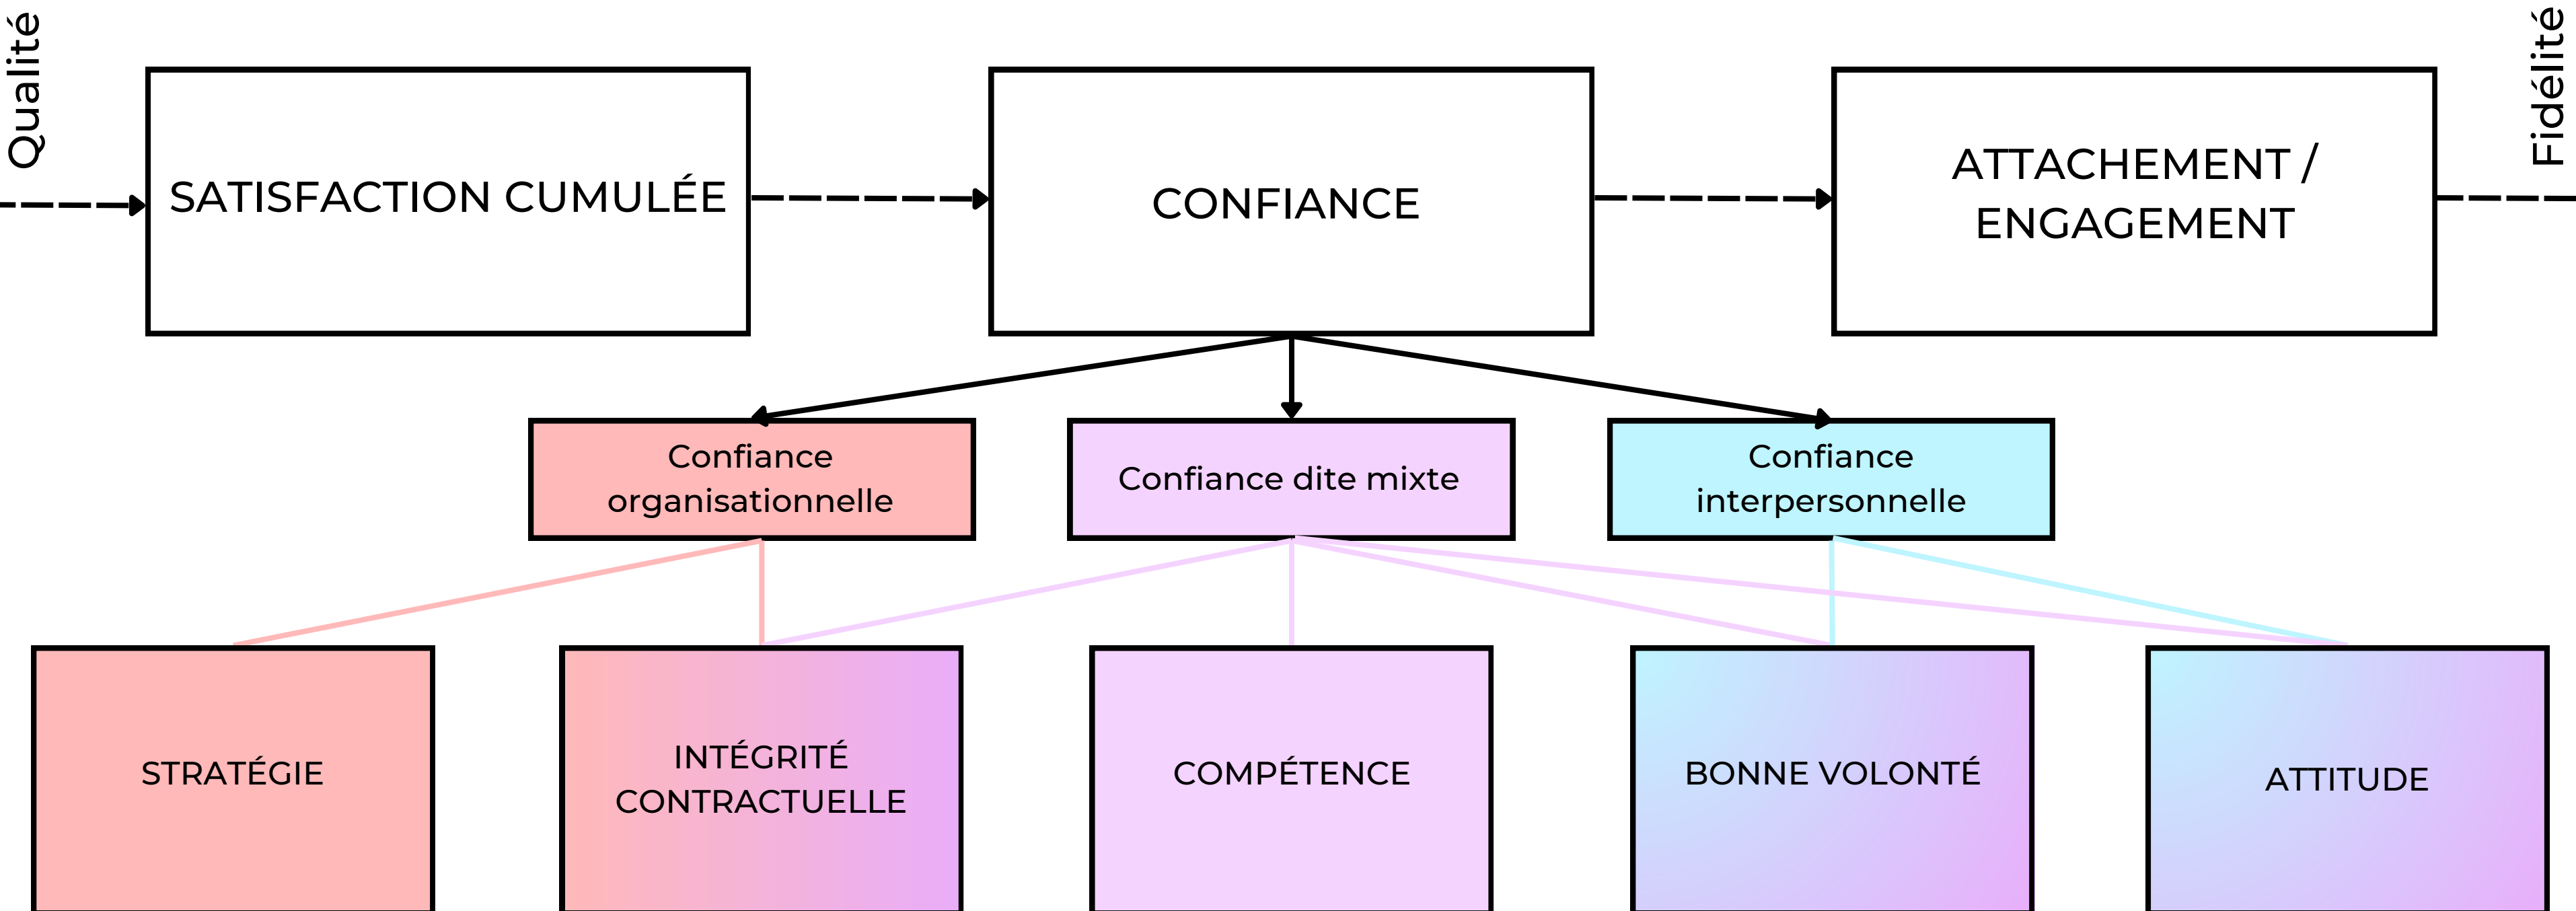 Qualité
SATISFACTION CUMULÉE
CONFIANCE
ATTACHEMENT /
ENGAGEMENT
Fidélité
Confiance
organisationnelle
Confiance dite mixte
Confiance
interpersonnelle
STRATÉGIE
INTÉGRITÉ
CONTRACTUELLE
COMPÉTENCE
BONNE VOLONTÉ
ATTITUDE